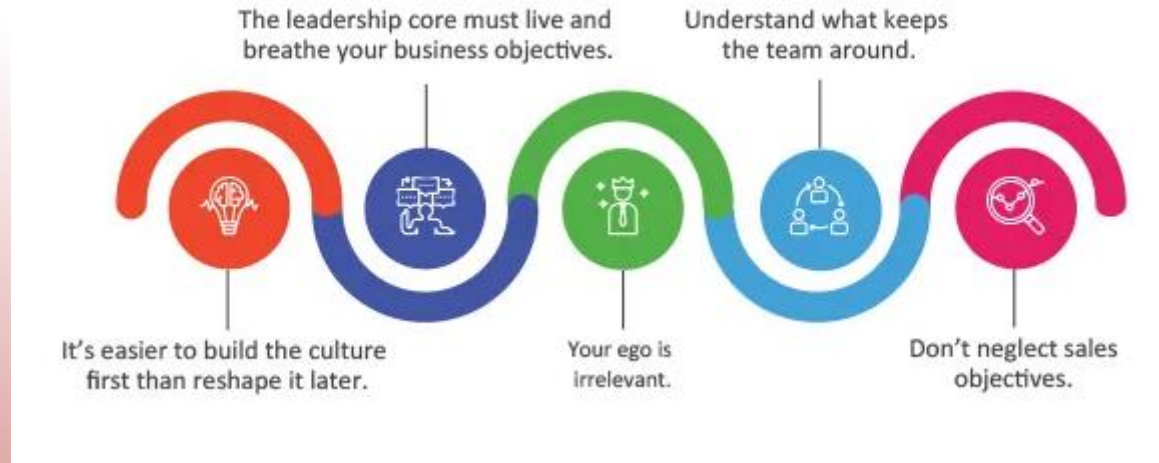 The leadership core must live and
breathe your business objectives.
Understand what keeps
the team around.
It’s easier to build the culture
first than reshape it later.
Your ego is
irrelevant.
Don’t neglect sales
objectives.